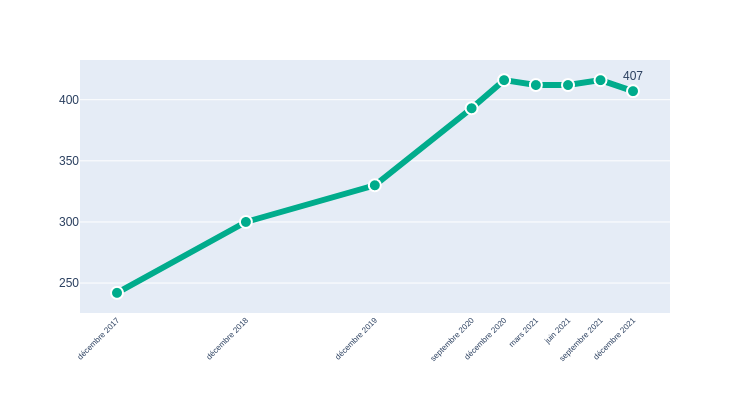 407
400
350
300
250
décembre 2017
décembre 2018
décembre 2019
septembre 2020
décembre 2020
mars 2021
juin 2021
septembre 2021
décembre 2021